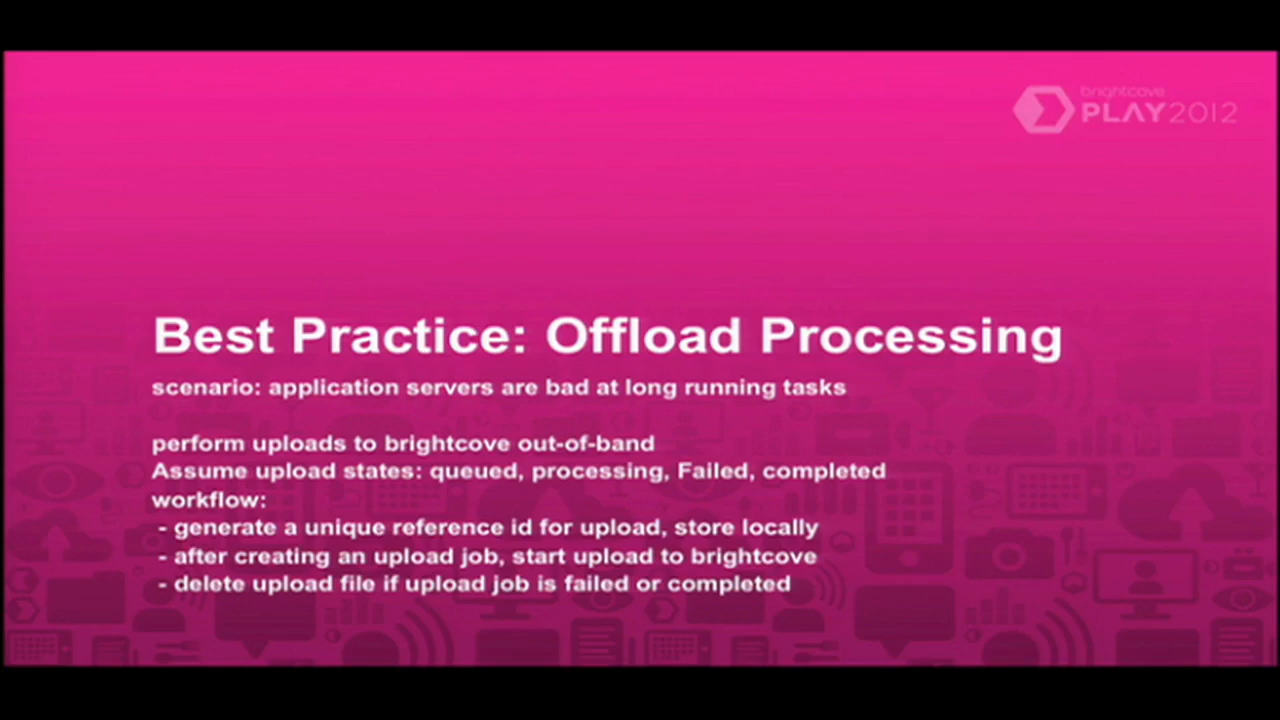 brightcove
PLAY2012
Best Practice: Offload Processing
scenario: application servers are bad at long running tasks
perform uploads to brightcove out-of-band
Assume upload states: queued, processing, Failed, completed
workflow:
- generate a unique reference id for upload, store locally
- after creating an upload job, start upload to brightcove
- delete upload file if upload job is failed or completed